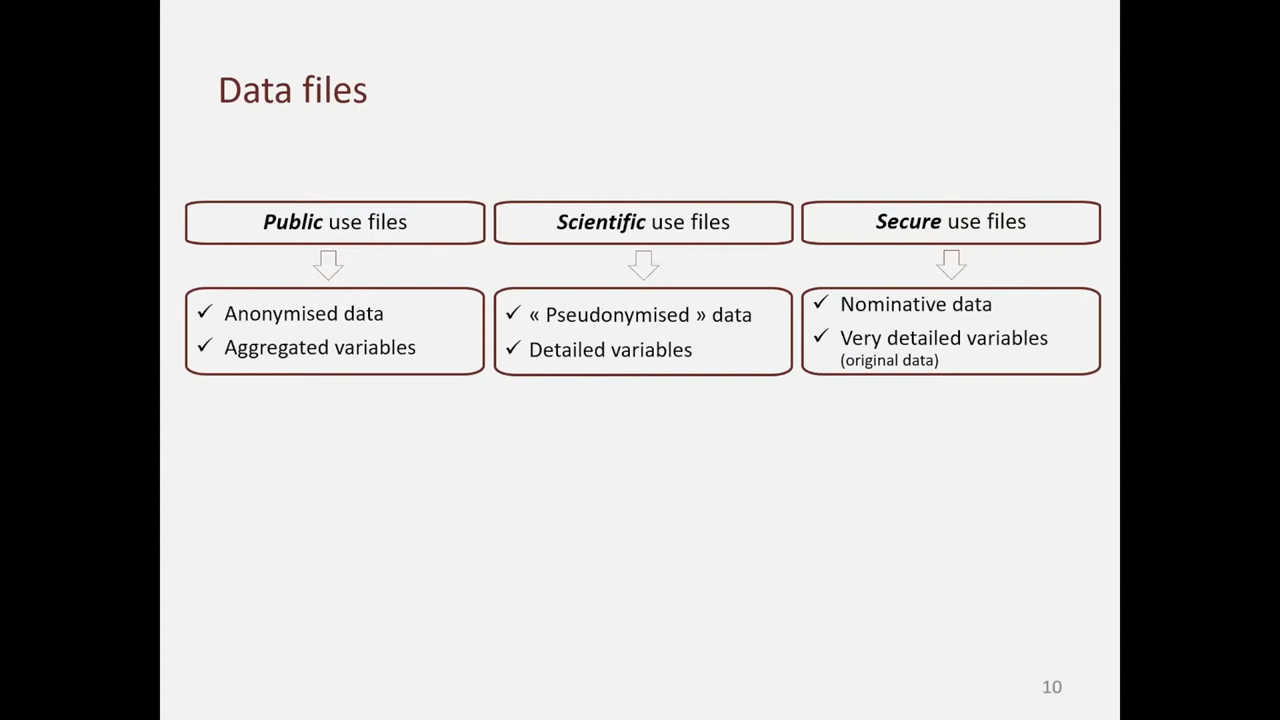 Data files
Public use files
Scientific use files
Secure use files
✓ Anonymised data
✓ Aggregated variables
✓ « Pseudonymised » data
✓ Detailed variables
✓ Nominative data
✓ Very detailed variables
(original data)
10